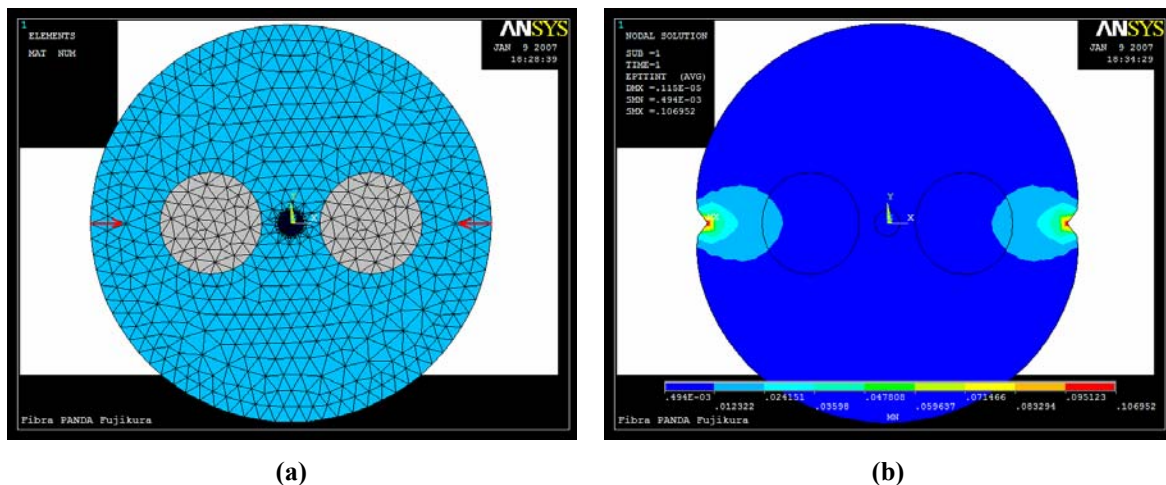 1
ELEMENTS
MAT NUM
ANSYS
JAN 9 2007
18:28:39
Y
X
Fibra PANDA Fujikura
(a)
1
NODAL SOLUTION
SUB =1
TIME=1
EPTTINT (AVG)
DMX =.115E-05
SMN =.494E-03
SMX =.106952
ANSYS
JAN 9 2007
18:34:29
MX
Y
X
.494E-03
.012322
.024151
.03598
.047808
.059637
.071466
.083294
.095123
.106952
MN
Fibra PANDA Fujikura
(b)